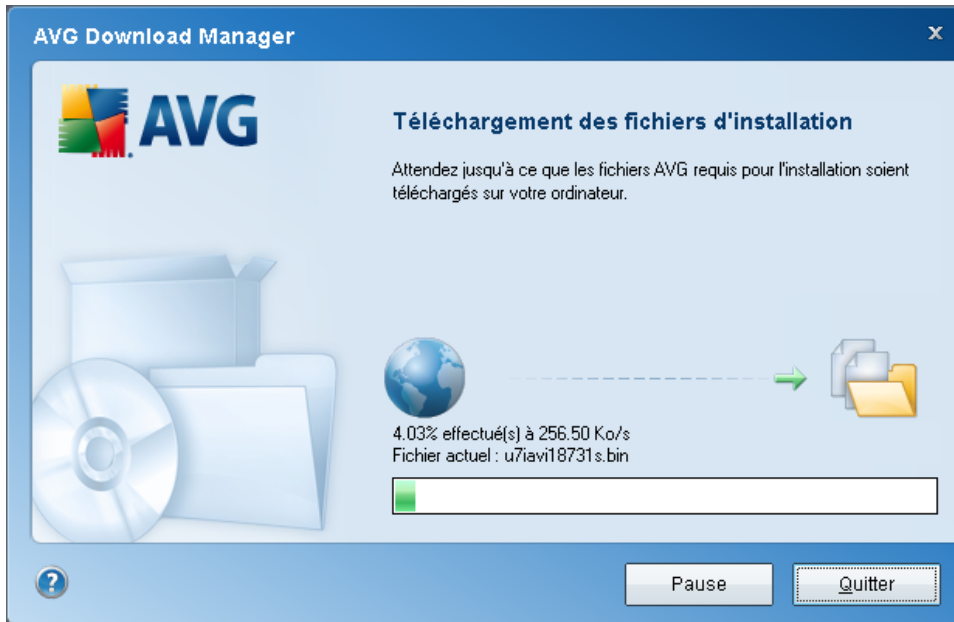 AVG Download Manager
x
AVG
Téléchargement des fichiers d'installation
Attendez jusqu'à ce que les fichiers AVG requis pour l'installation soient
téléchargés sur votre ordinateur.
4.03% effectué(s) à 256.50 Ko/s
Fichier actuel : u7iavi18731s.bin
?
Pause
Quitter